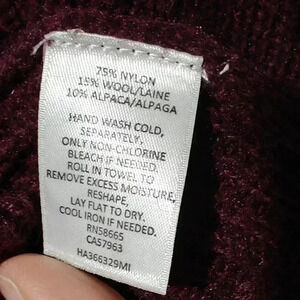 75% NYLON
15% WOOL/LAINE
10% ALPACA/ALPAGA
HAND WASH COLD,
SEPARATELY,
ONLY NON-CHLORINE
BLEACH IF NEEDED.
ROLL IN TOWEL TO
REMOVE EXCESS MOISTURE,
RESHAPE,
LAY FLAT TO DRY.
COOL IRON IF NEEDED.
RN58665
CA57963
HA366329MI